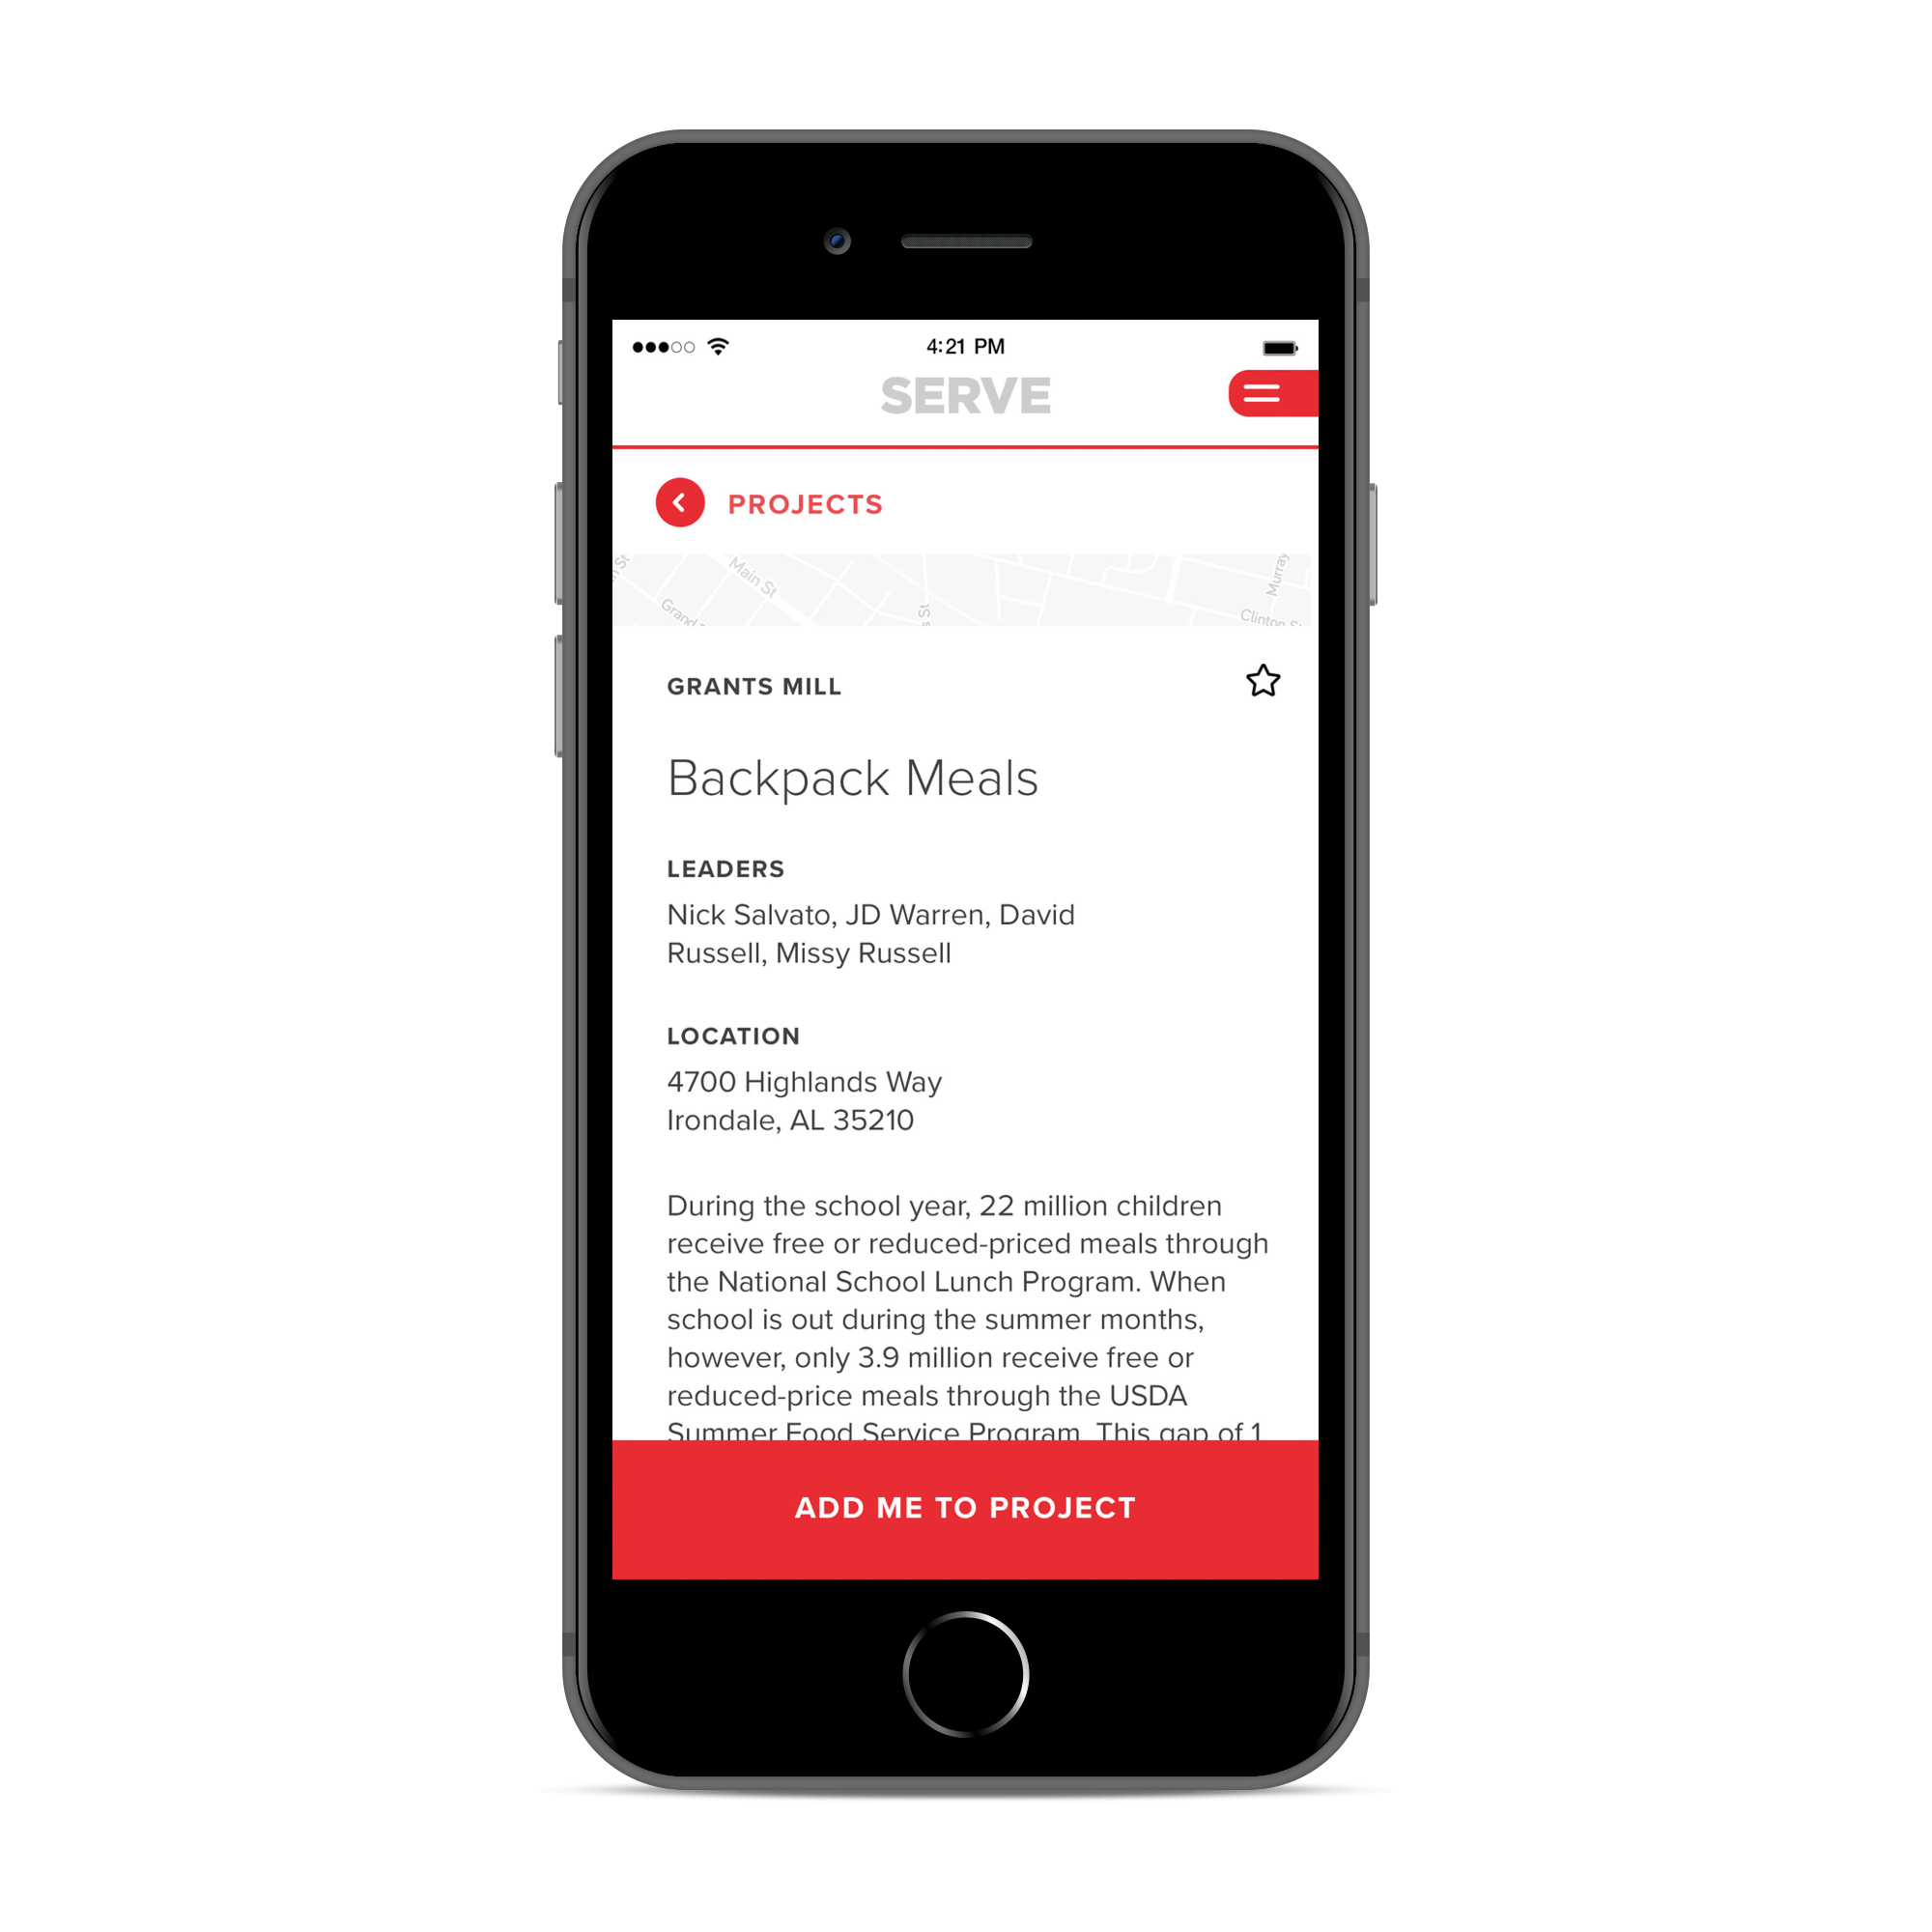 4:21 PM
SERVE
PROJECTS
Main St
St
Murray
Clinton
GRANTS MILL
Backpack Meals
LEADERS
Nick Salvato, JD Warren, David
Russell, Missy Russell
LOCATION
4700 Highlands Way
Irondale, AL 35210
During the school year, 22 million children
receive free or reduced-priced meals through
the National School Lunch Program. When
school is out during the summer months,
however, only 3.9 million receive free or
reduced-price meals through the USDA
Summer Food Service Program. This gap of 1
ADD ME TO PROJECT